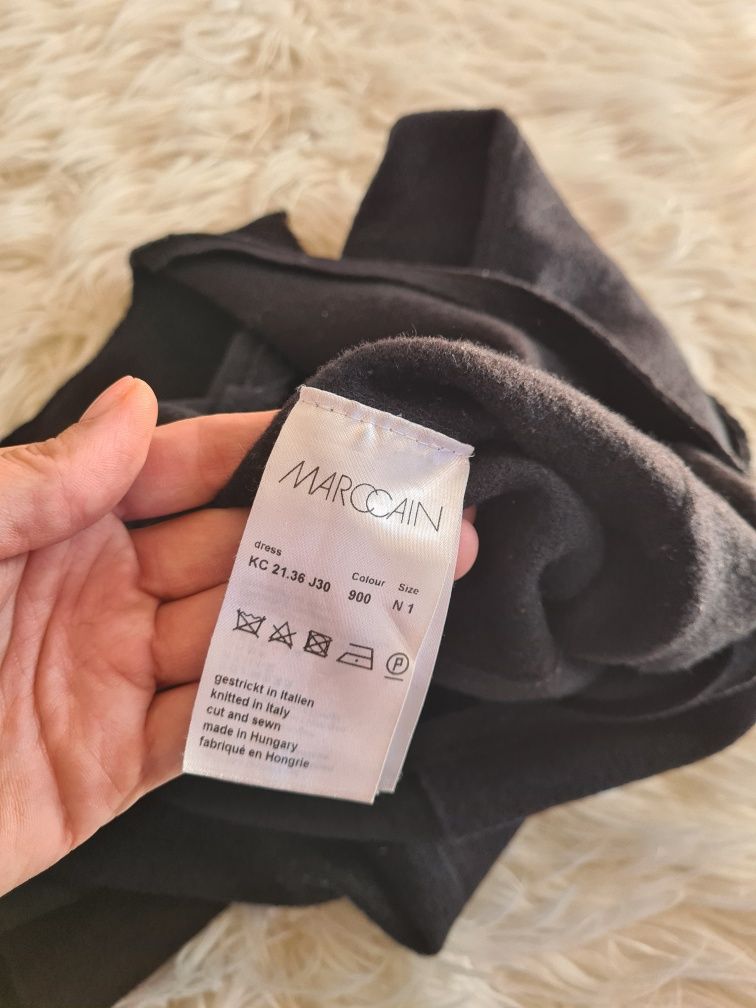 MARCCAIN
dress
KC 21.36 J30
Colour
900
Size
N 1
P
gestrickt in Italien
knitted in Italy
cut and sewn
made in Hungary
fabriqué en Hongrie